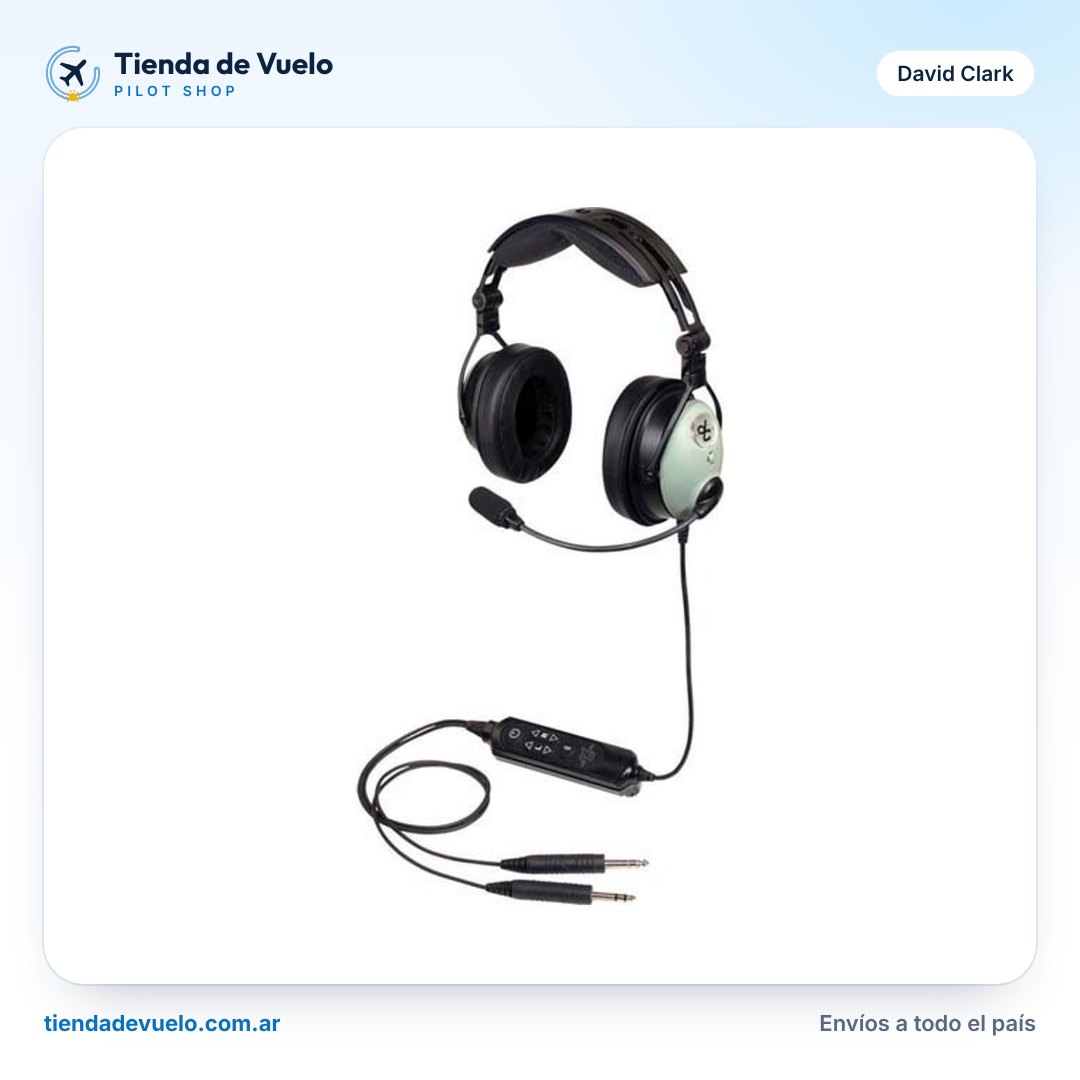 Tienda de Vuelo
PILOT SHOP
David Clark
tiendadevuelo.com.ar
Envíos a todo el país